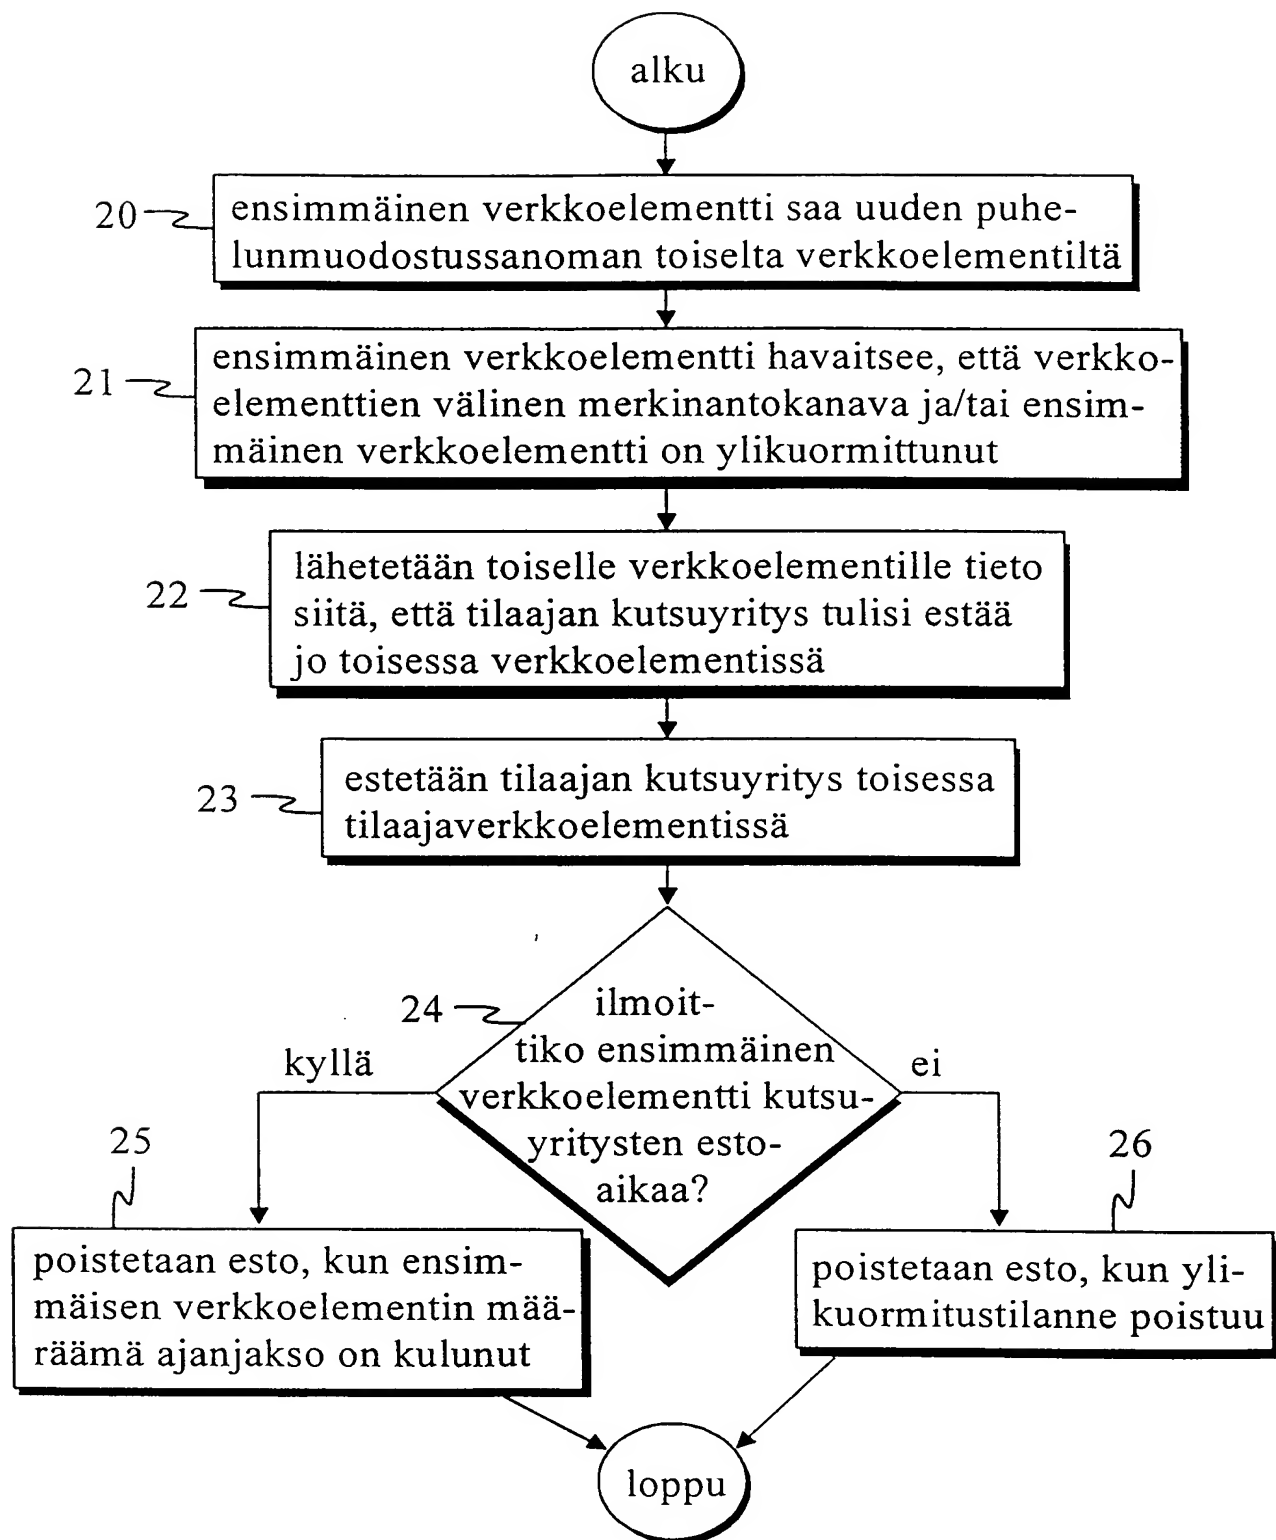 alku
20
ensimmäinen verkkoelementti saa uuden puhe-
lunmuodostussanoman toiselta verkkoelementiltä
21
ensimmäinen verkkoelementti havaitsee, että verkko-
elementtien välinen merkinantokanava ja/tai ensim-
mäinen verkkoelementti on ylikuormittunut
22
lähetetään toiselle verkkoelementille tieto
siitä, että tilaajan kutsuyritys tulisi estää
jo toisessa verkkoelementissä
23
estetään tilaajan kutsuyritys toisessa
tilaajaverkkoelementissä
24
ilmoit-
tiko ensimmäinen
verkkoelementti kutsu-
yritysten esto-
aikaa?
kyllä
ei
25
poistetaan esto, kun ensim-
mäisen verkkoelementin mää-
räämä ajanjakso on kulunut
26
poistetaan esto, kun yli-
kuormitustilanne poistuu
loppu